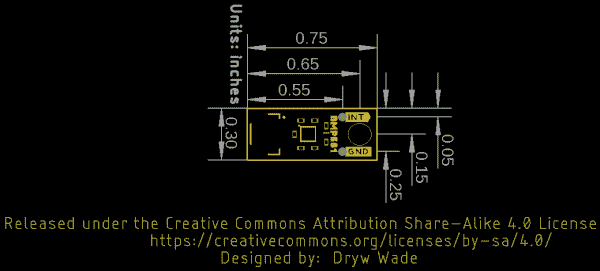 Units: inches
0.75
0.65
0.55
0.30
INT
BMP581
GND
0.05
0.15
0.25
Released under the Creative Commons Attribution Share-Alike 4.0 License
https://creativecommons.org/licenses/by-sa/4.0/
Designed by: Dryw Wade